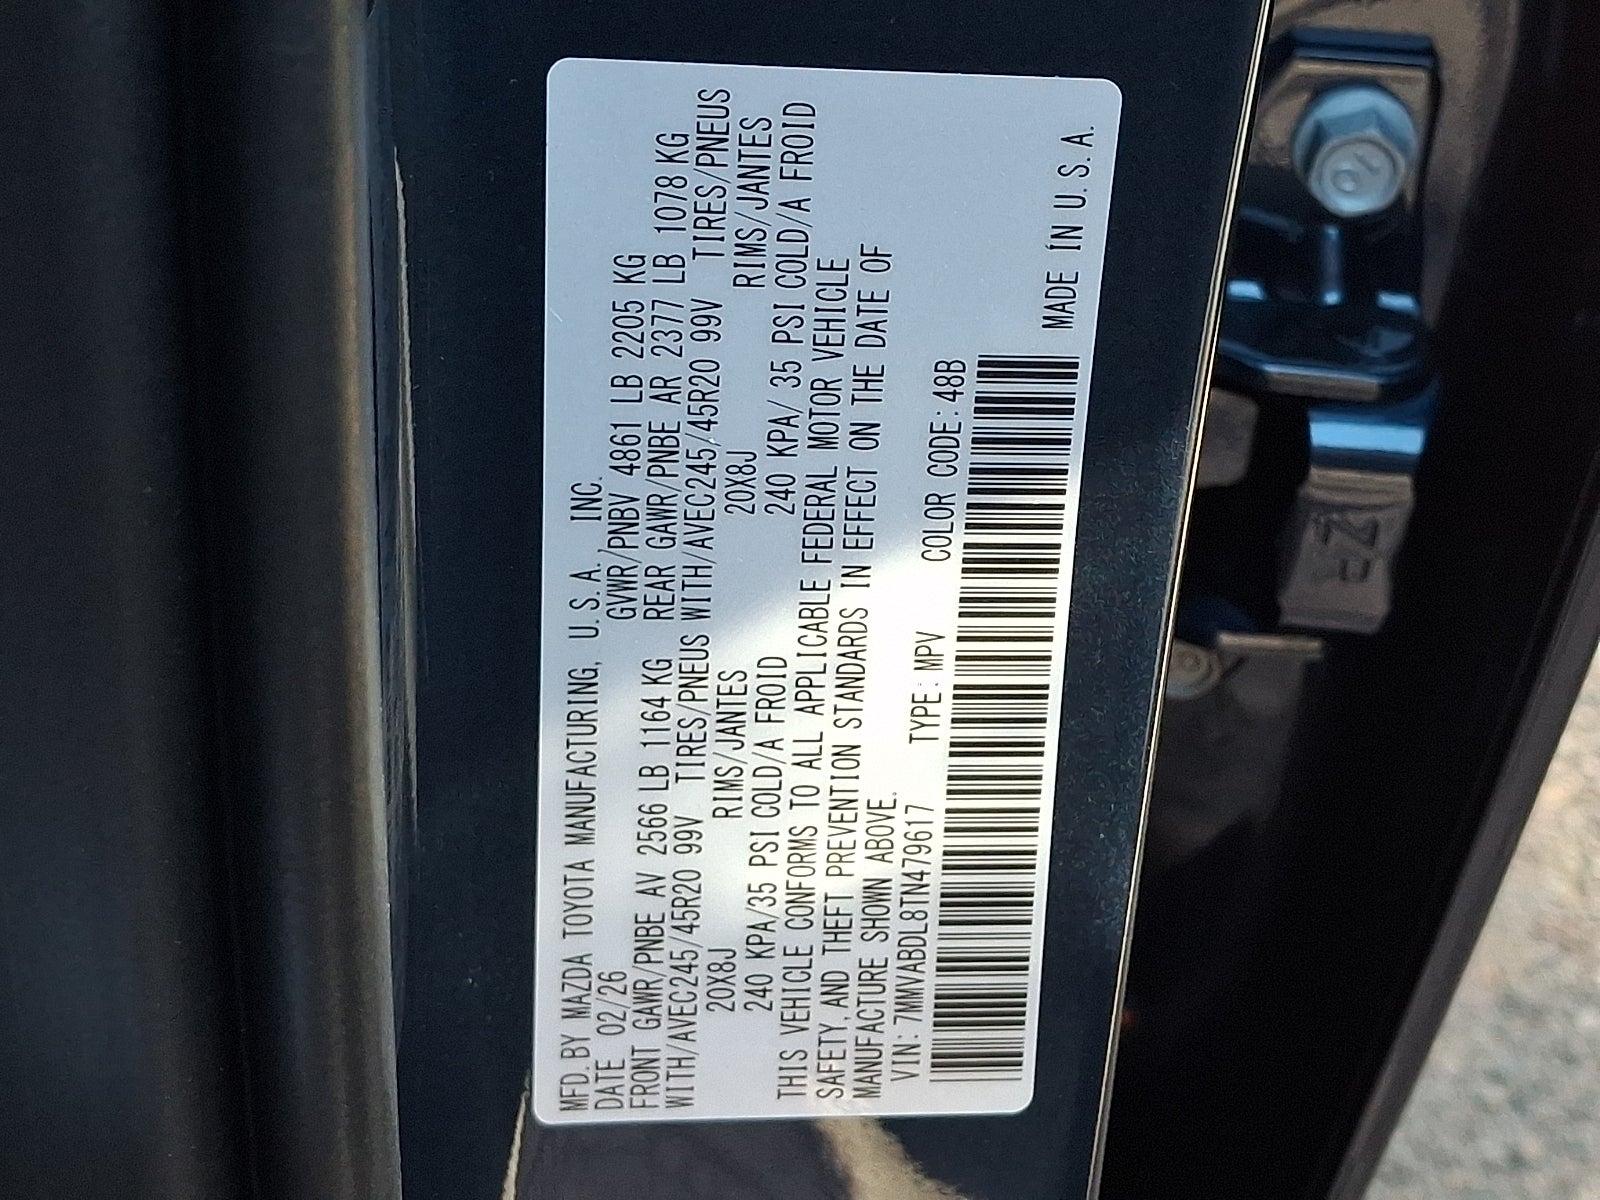 MFD. BY MAZDA TOYOTA MANUFACTURING, U. S. A., INC.
DATE 02/26 GVWR/PNBV 4861 LB 2205 KG
FRONT GAWR/PNBE AV 2566 LB 1164 KG REAR GAWR/PNBE AR 2377 LB 1078 KG
WITH/AVEC245/45R20 99V TIRES/PNEUS WITH/AVEC245/45R20 99V TIRES/PNEUS
20X8J RIMS/JANTES 20X8J RIMS/JANTES
240 KPA/35 PSI COLD/A FROID 240 KPA/ 35 PSI COLD/A FROID
THIS VEHICLE CONFORMS TO ALL APPLICABLE FEDERAL MOTOR VEHICLE
SAFETY, AND THEFT PREVENTION STANDARDS IN EFFECT ON THE DATE OF
MANUFACTURE SHOWN ABOVE.
VIN: 7MMVABDL8TN479617 TYPE: MPV COLOR CODE: 48B
MADE IN U. S. A.